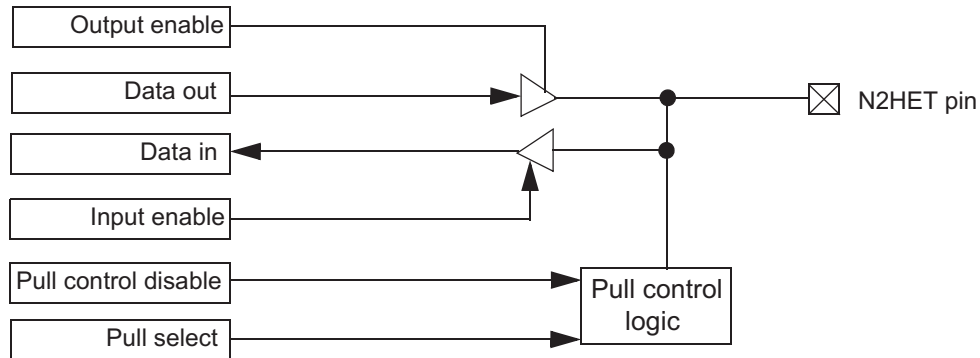 Output enable
Data out
N2HET pin
Data in
Input enable
Pull control disable
Pull control
logic
Pull select